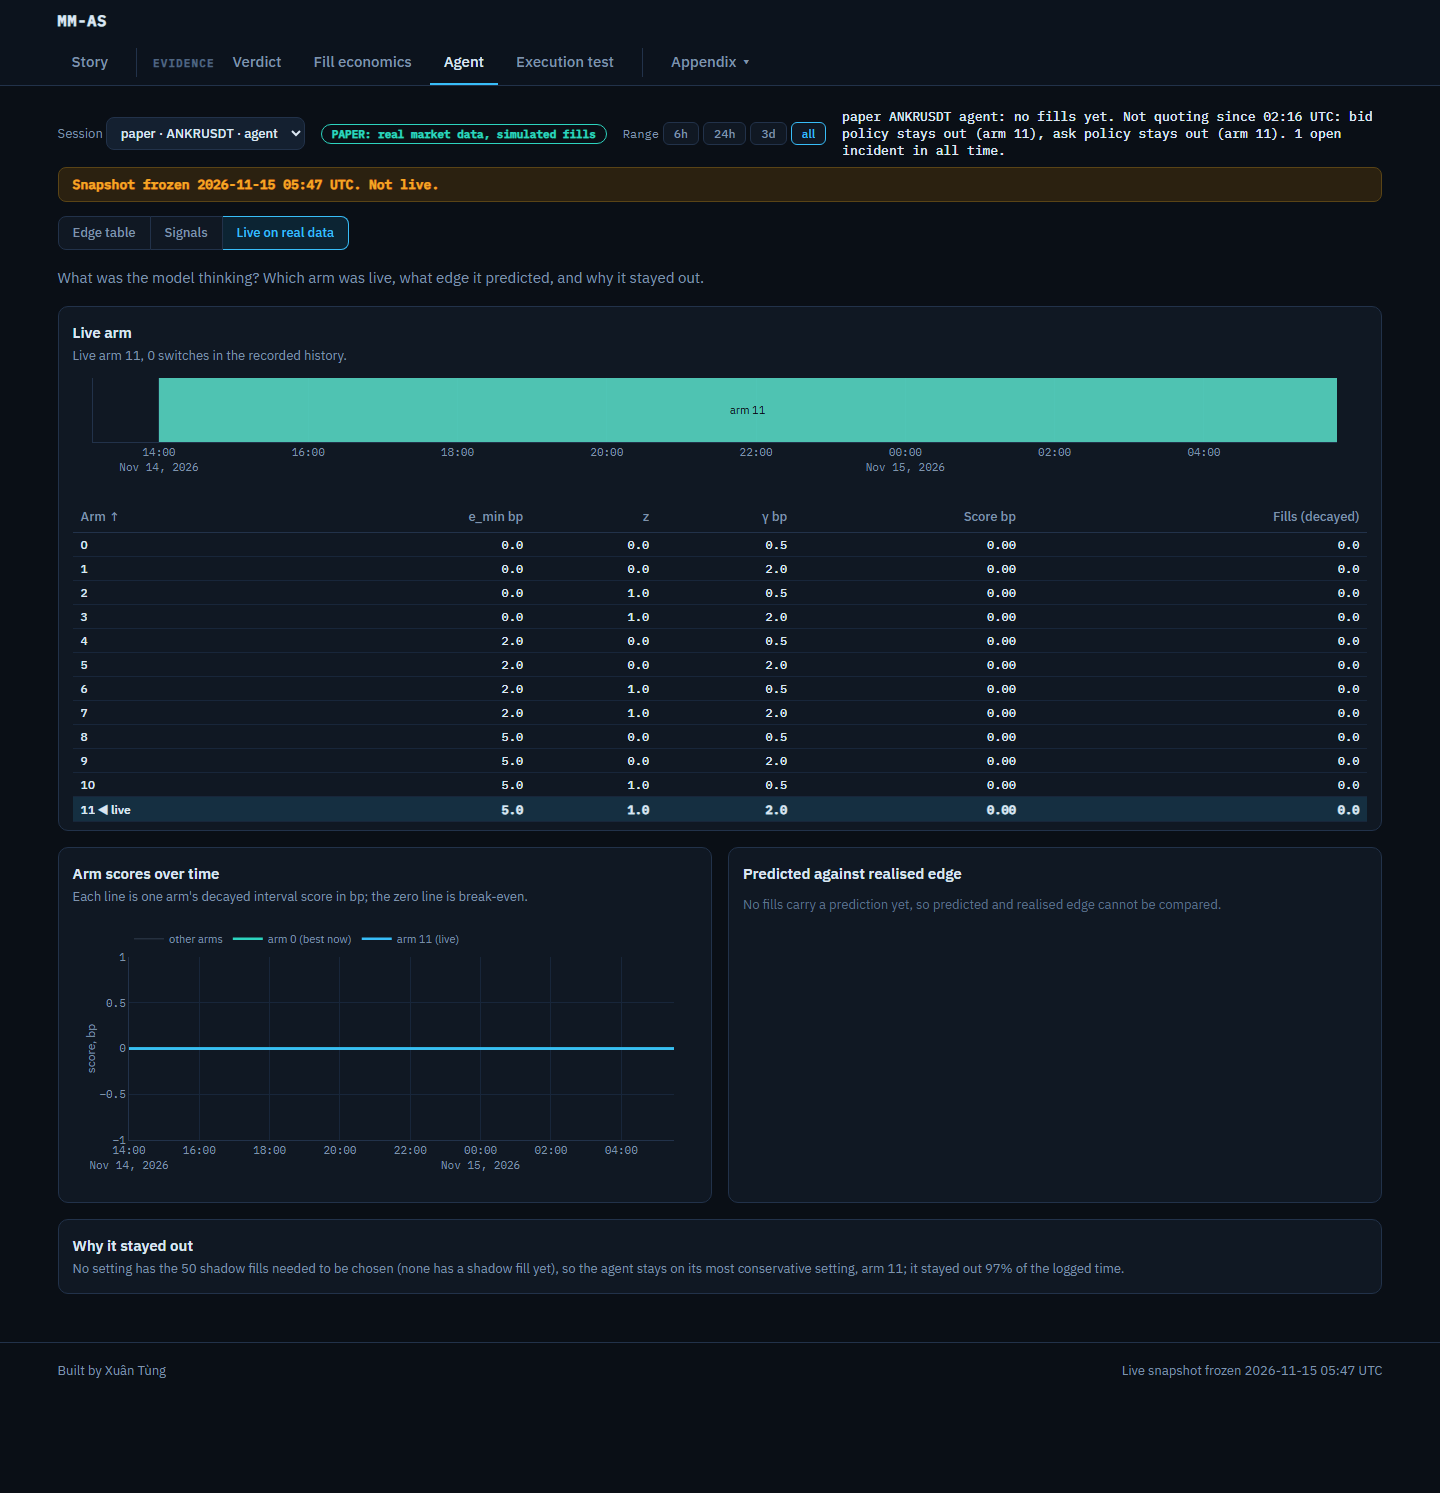 MM-AS
Story EVIDENCE Verdict Fill economics Agent Execution test Appendix ▾
Session paper · ANKRUSDT · agent PAPER: real market data, simulated fills Range 6h 24h 3d all
paper ANKRUSDT agent: no fills yet. Not quoting since 02:16 UTC: bid
policy stays out (arm 11), ask policy stays out (arm 11). 1 open
incident in all time.
Snapshot frozen 2026-11-15 05:47 UTC. Not live.
Edge table Signals Live on real data
What was the model thinking? Which arm was live, what edge it predicted, and why it stayed out.
Live arm
Live arm 11, 0 switches in the recorded history.
arm 11
14:00 16:00 18:00 20:00 22:00 00:00 02:00 04:00
Nov 14, 2026 Nov 15, 2026
Arm ↑ e_min bp z γ bp Score bp Fills (decayed)
0 0.0 0.0 0.5 0.00 0.0
1 0.0 0.0 2.0 0.00 0.0
2 0.0 1.0 0.5 0.00 0.0
3 0.0 1.0 2.0 0.00 0.0
4 2.0 0.0 0.5 0.00 0.0
5 2.0 0.0 2.0 0.00 0.0
6 2.0 1.0 0.5 0.00 0.0
7 2.0 1.0 2.0 0.00 0.0
8 5.0 0.0 0.5 0.00 0.0
9 5.0 0.0 2.0 0.00 0.0
10 5.0 1.0 0.5 0.00 0.0
11 ◀ live 5.0 1.0 2.0 0.00 0.0
Arm scores over time
Each line is one arm's decayed interval score in bp; the zero line is break-even.
other arms arm 0 (best now) arm 11 (live)
1
0.5
0
−0.5
−1
score, bp
14:00 16:00 18:00 20:00 22:00 00:00 02:00 04:00
Nov 14, 2026 Nov 15, 2026
Predicted against realised edge
No fills carry a prediction yet, so predicted and realised edge cannot be compared.
Why it stayed out
No setting has the 50 shadow fills needed to be chosen (none has a shadow fill yet), so the agent stays on its most conservative setting, arm 11; it stayed out 97% of the logged time.
Built by Xuân Tùng Live snapshot frozen 2026-11-15 05:47 UTC